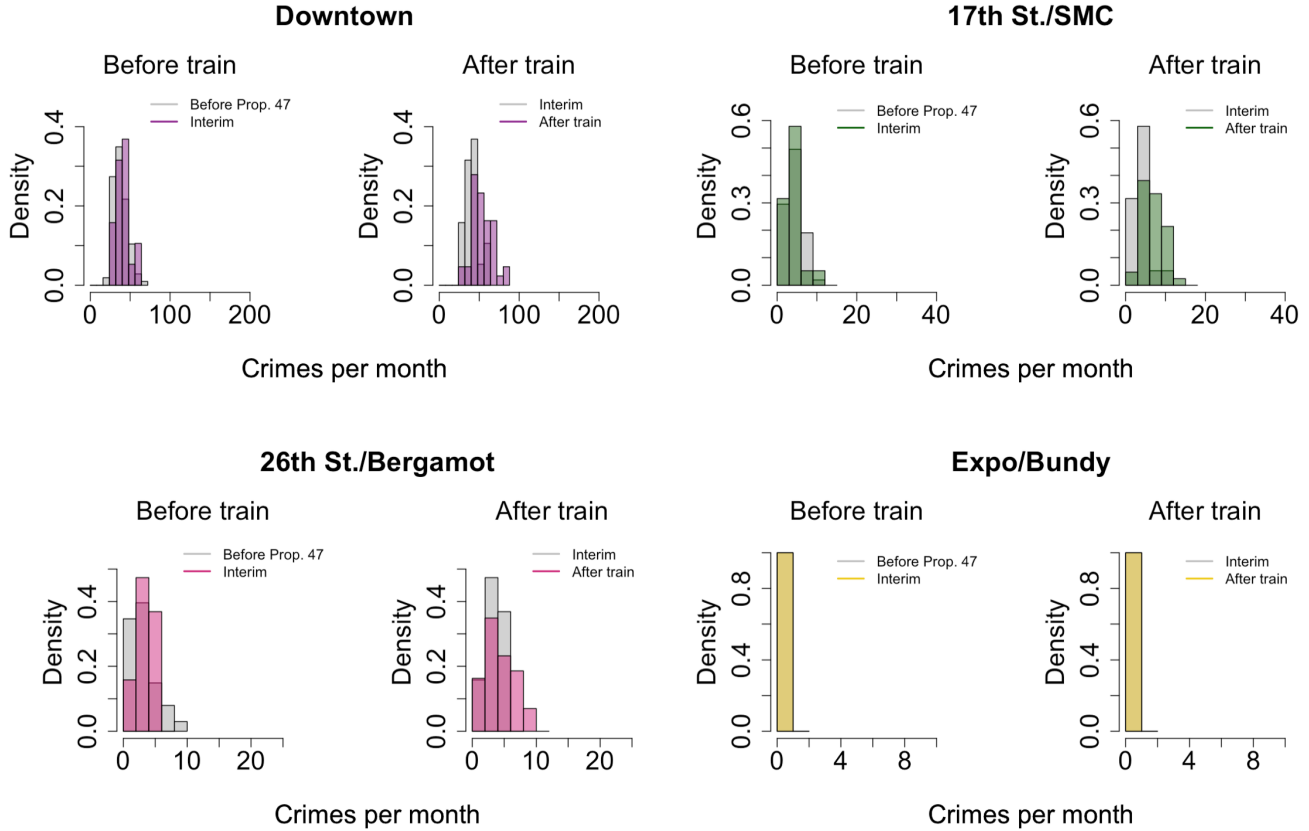 Downtown
Before train
Before Prop. 47
Interim
Density
0.0 0.2 0.4
0 100 200
After train
Interim
After train
Density
0.0 0.2 0.4
0 100 200
Crimes per month
17th St./SMC
Before train
Before Prop. 47
Interim
Density
0.0 0.3 0.6
0 20 40
After train
Interim
After train
Density
0.0 0.3 0.6
0 20 40
Crimes per month
26th St./Bergamot
Before train
Before Prop. 47
Interim
Density
0.0 0.2 0.4
0 10 20
After train
Interim
After train
Density
0.0 0.2 0.4
0 10 20
Crimes per month
Expo/Bundy
Before train
Before Prop. 47
Interim
Density
0.0 0.4 0.8
0 4 8
After train
Interim
After train
Density
0.0 0.4 0.8
0 4 8
Crimes per month